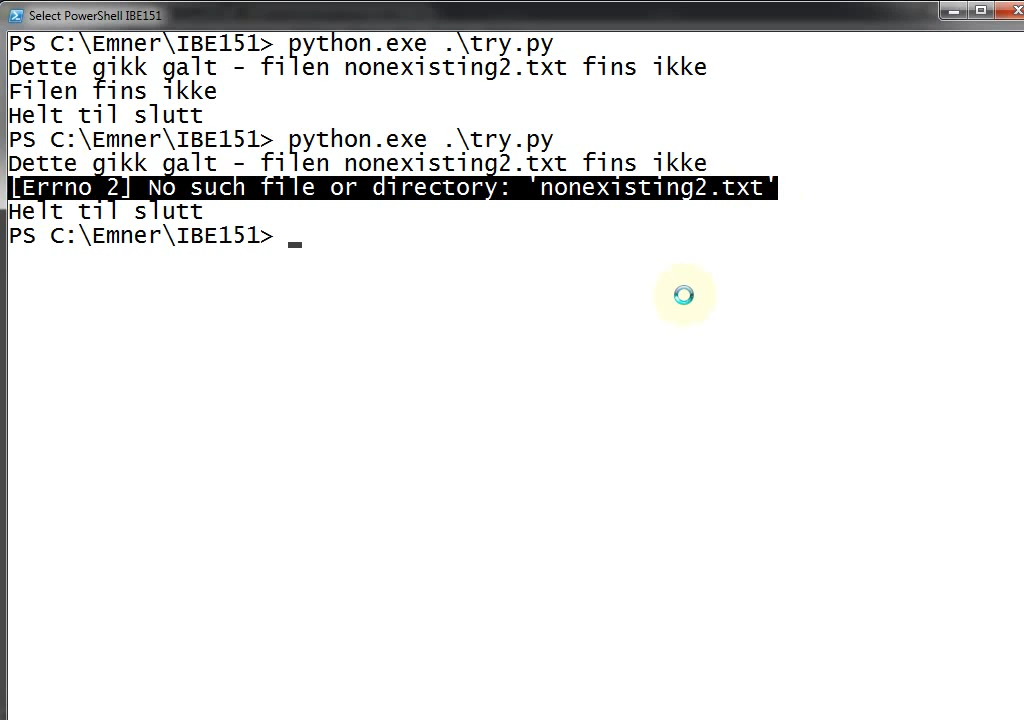 Select PowerShell IBE151
PS C:\Emner\IBE151> python.exe .\try.py
Dette gikk galt - filen nonexisting2.txt fins ikke
Filen fins ikke
Helt til slutt
PS C:\Emner\IBE151> python.exe .\try.py
Dette gikk galt - filen nonexisting2.txt fins ikke
[Errno 2] No such file or directory: 'nonexisting2.txt'
Helt til slutt
PS C:\Emner\IBE151>